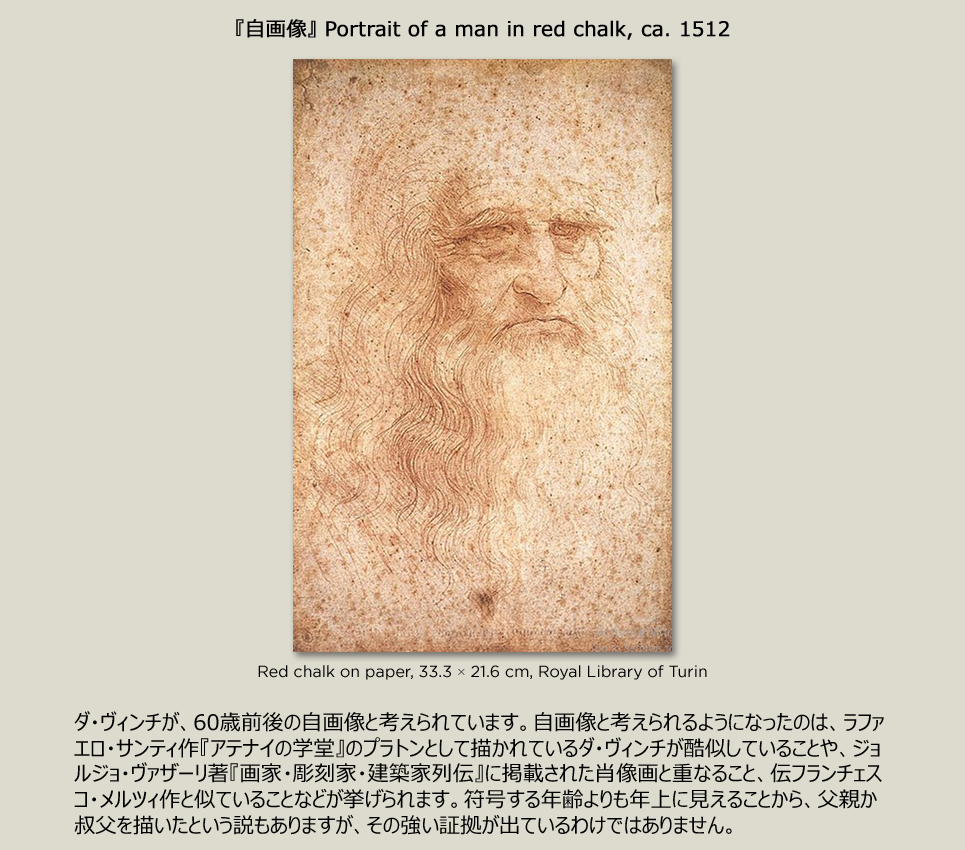 『自画像』 Portrait of a man in red chalk, ca. 1512
Red chalk on paper, 33.3 × 21.6 cm, Royal Library of Turin
ダ・ヴィンチが、60歳前後の自画像と考えられています。自画像と考えられるようになったのは、ラファ
エロ・サンティ作『アテナイの学堂』のプラトンとして描かれているダ・ヴィンチが酷似していることや、ジョ
ルジョ・ヴァザーリ著『画家・彫刻家・建築家列伝』に掲載された肖像画と重なること、伝フランチェス
コ・メルツィ作と似ていることなどが挙げられます。符号する年齢よりも年上に見えることから、父親か
叔父を描いたという説もありますが、その強い証拠が出ているわけではありません。